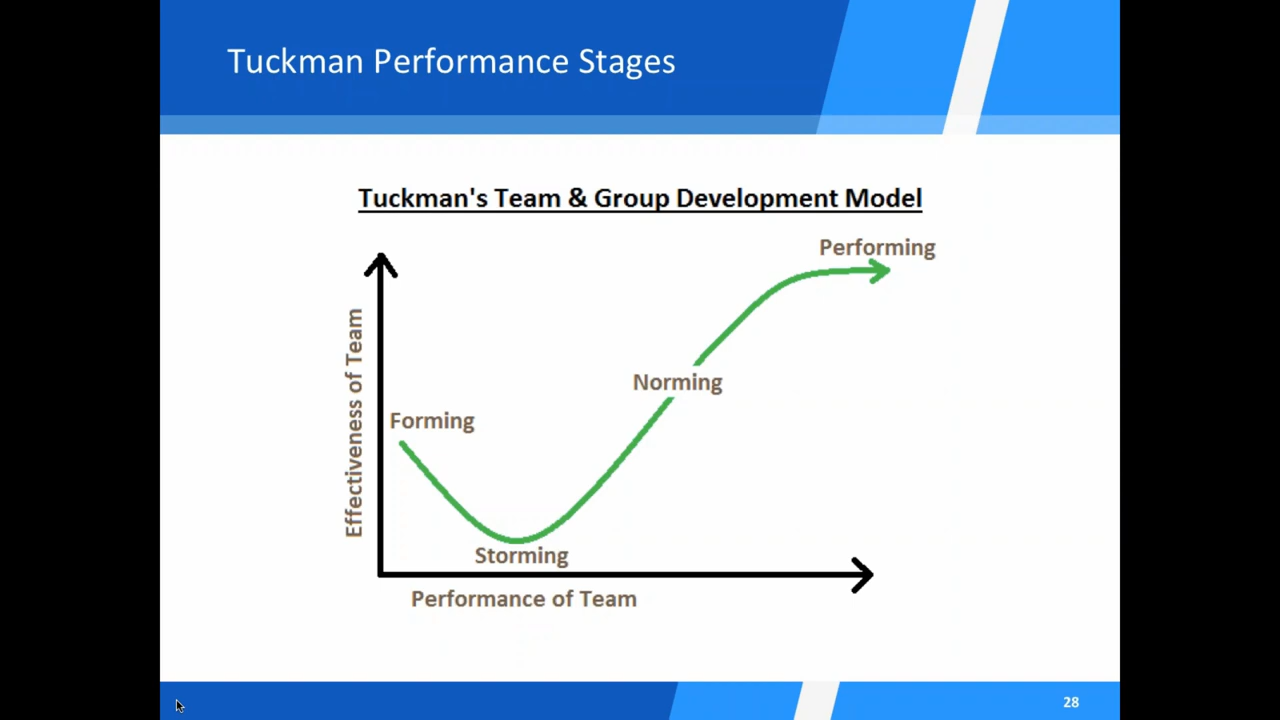 Tuckman Performance Stages
Tuckman's Team & Group Development Model
Performing
Effectiveness of Team
Norming
Forming
Storming
Performance of Team
28